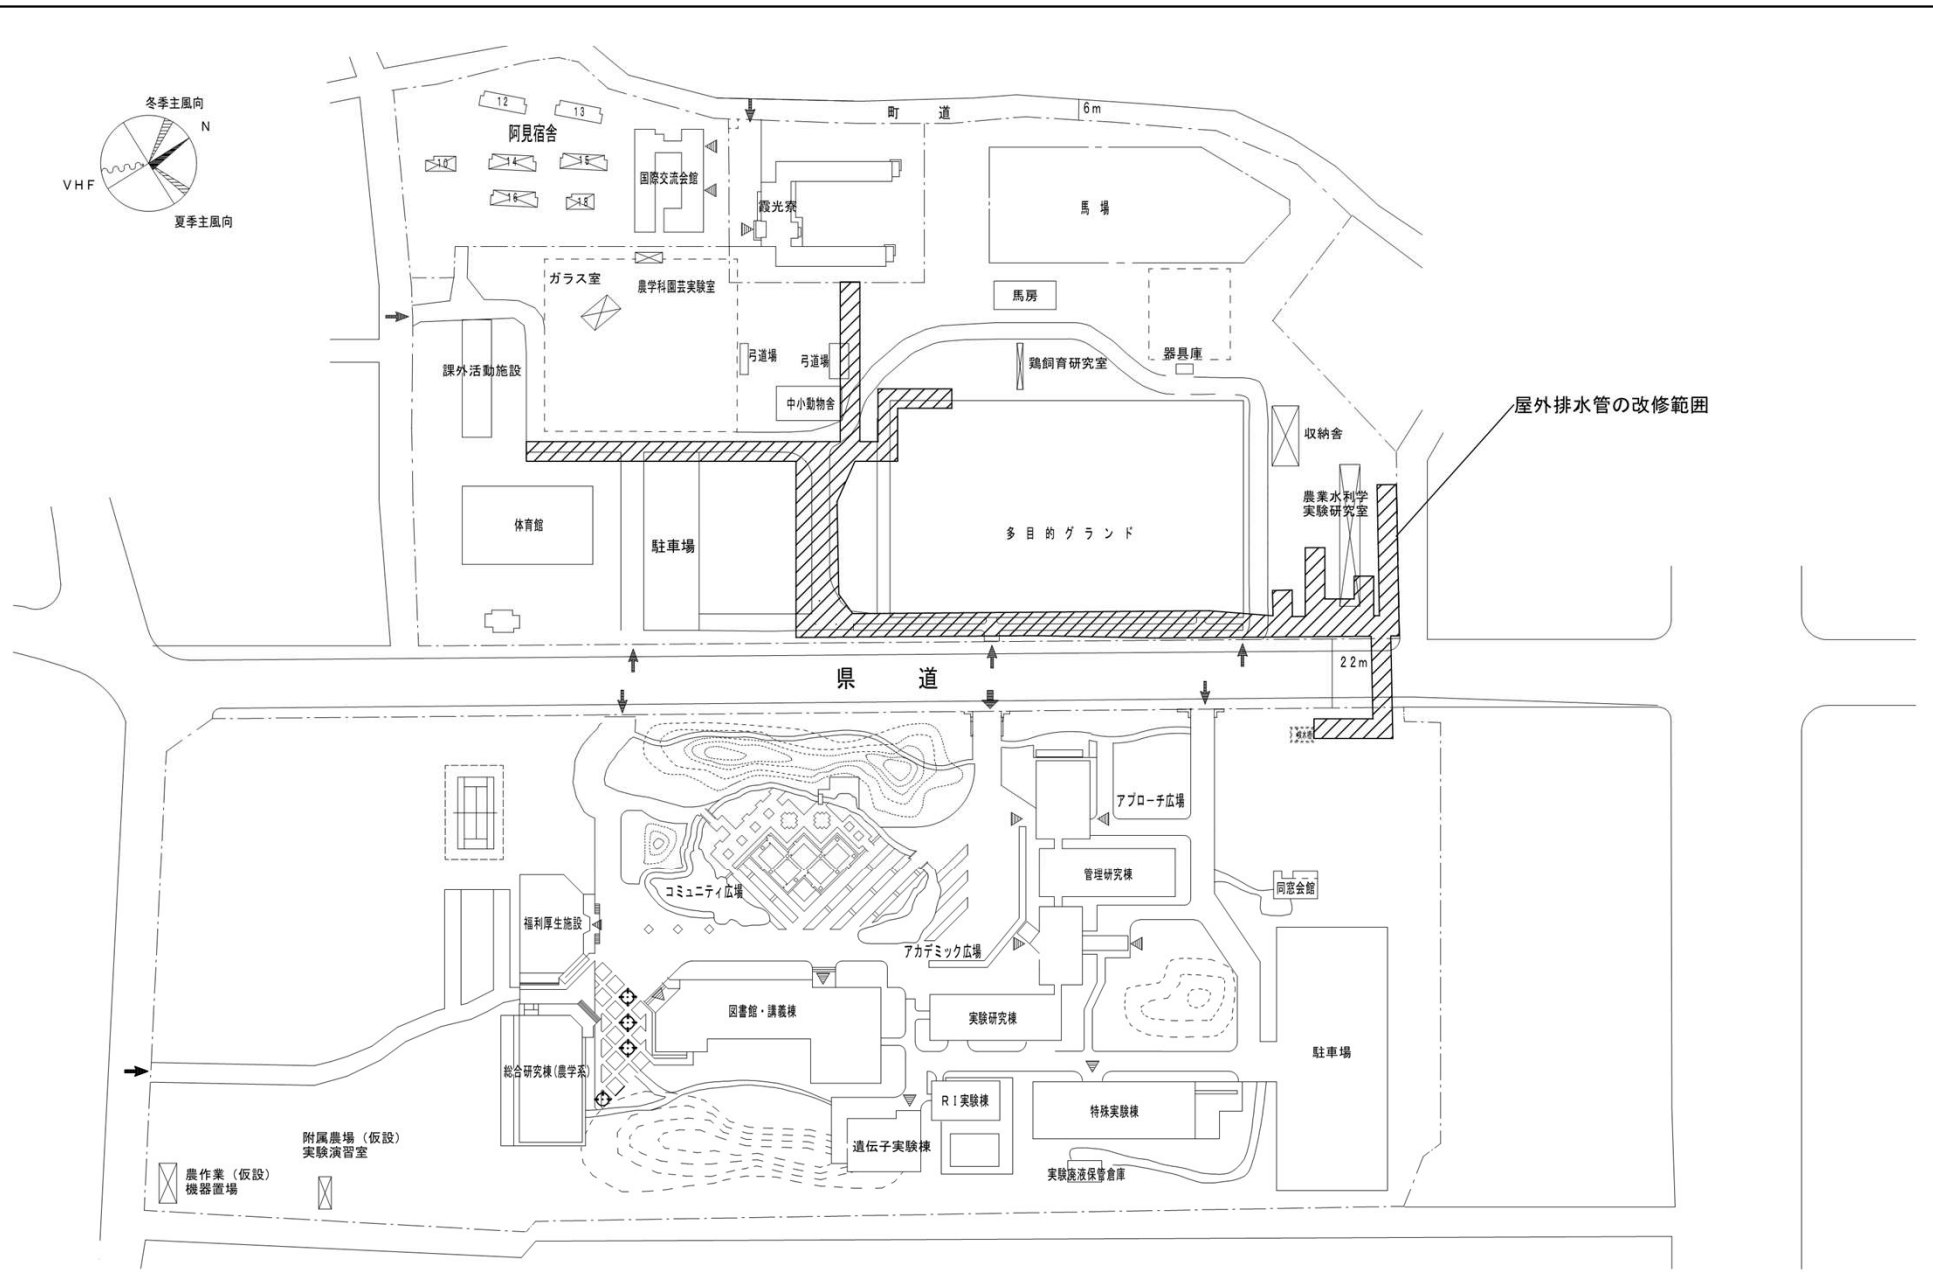 冬季主風向
N
VHF
夏季主風向
12
13
阿見宿舎
10
14
15
16
18
国際交流会館
霞光寮
町道
6m
馬場
ガラス室
農学科園芸実験室
馬房
弓道場
弓道場
中小動物舎
鶏飼育研究室
器具庫
課外活動施設
屋外排水管の改修範囲
収納舎
農業水利学
実験研究室
体育館
駐車場
多目的グランド
県道
22m
アプローチ広場
コミュニティ広場
管理研究棟
同窓会館
福利厚生施設
アカデミック広場
図書館・講義棟
実験研究棟
駐車場
総合研究棟(農学系)
RI実験棟
特殊実験棟
遺伝子実験棟
実験廃液保管倉庫
附属農場(仮設)
実験演習室
農作業(仮設)
機器置場